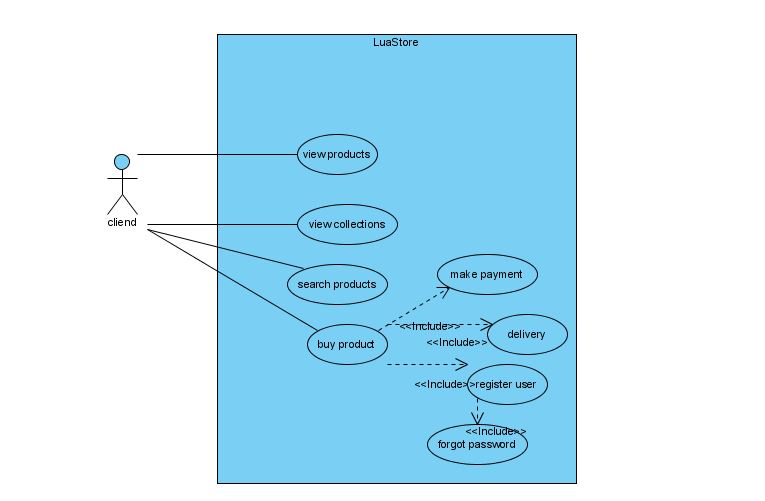 LuaStore
view products
cliend
view collections
search products
make payment
<<Include>>
delivery
buy product
<<Include>>
<<Include>>
register user
<<Include>>
forgot password